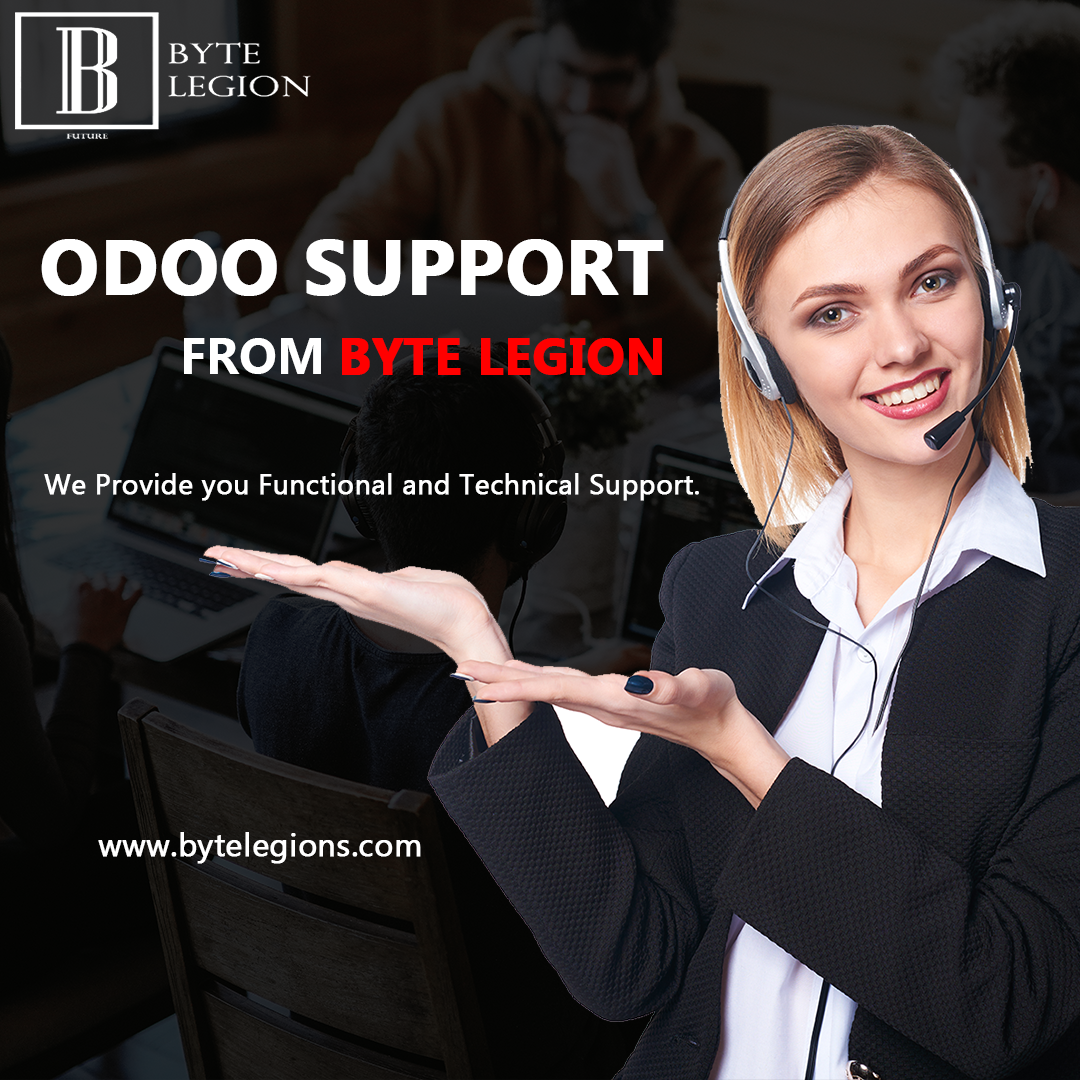 B
BYTE
LEGION
FUTURE
ODOO SUPPORT
FROM BYTE LEGION
We Provide you Functional and Technical Support.
www.bytelegions.com